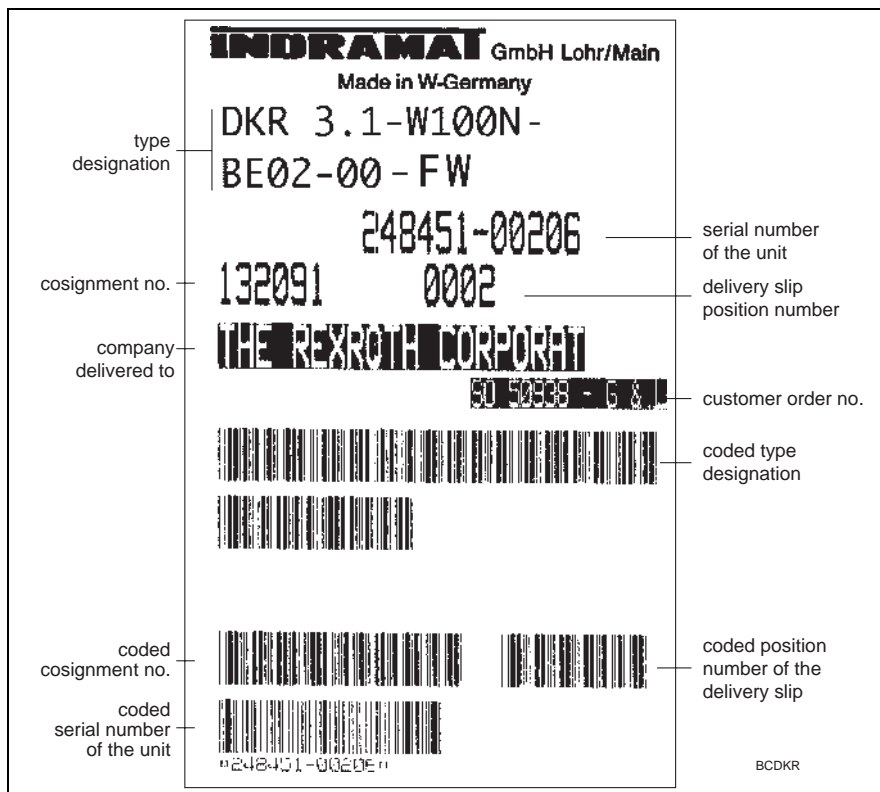 INDRAMAT GmbH Lohr/Main
Made in W-Germany
type
designation
DKR 3.1-W100N-
BE02-00-FW
248451-00206
serial number
of the unit
cosignment no.
132091 0002
delivery slip
position number
company
delivered to
THE REXROTH CORPORAT
SO 50938 - G &
customer order no.
coded type
designation
coded
cosignment no.
coded position
number of the
delivery slip
coded
serial number
of the unit
BCDKR